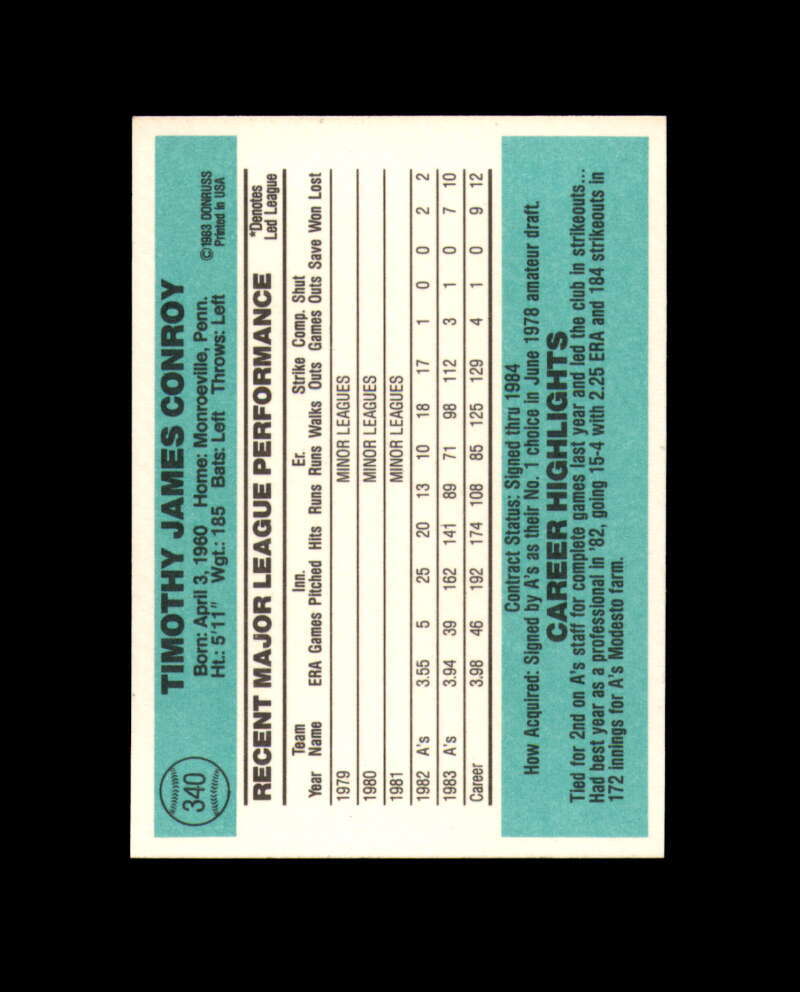 340
TIMOTHY JAMES CONROY
Born: April 3, 1960 Home: Monroeville, Penn.
Ht.: 5'11" Wgt.: 185 Bats: Left Throws: Left
©1983 DONRUSS
Printed in USA
RECENT MAJOR LEAGUE PERFORMANCE
*Denotes
Led League
Team Inn. Er. Strike Comp. Shut
Year Name ERA Games Pitched Hits Runs Runs Walks Outs Games Outs Save Won Lost
1979 MINOR LEAGUES
1980 MINOR LEAGUES
1981 MINOR LEAGUES
1982 A's 3.55 5 25 20 13 10 18 17 1 0 0 2 2
1983 A's 3.94 39 162 141 89 71 98 112 3 1 0 7 10
Career 3.98 46 192 174 108 85 125 129 4 1 0 9 12
Contract Status: Signed thru 1984
How Acquired: Signed by A's as their No. 1 choice in June 1978 amateur draft.
CAREER HIGHLIGHTS
Tied for 2nd on A's staff for complete games last year and led the club in strikeouts...
Had best year as a professional in '82, going 15-4 with 2.25 ERA and 184 strikeouts in
172 innings for A's Modesto farm.